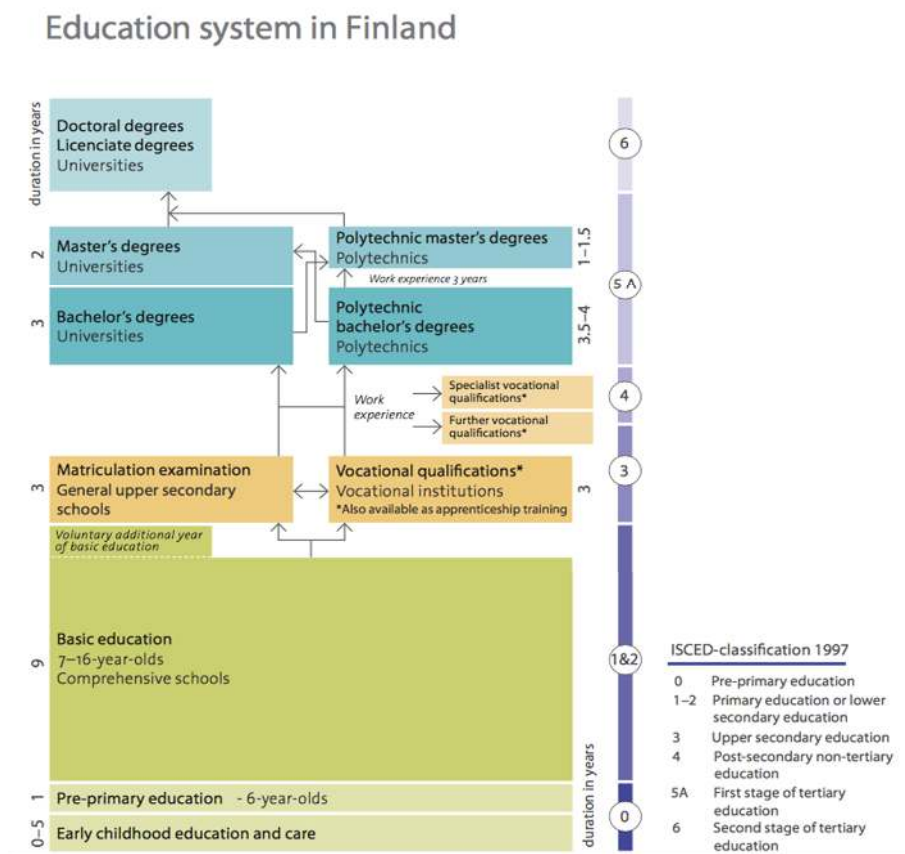 Education system in Finland
duration in years
Doctoral degrees
Licenciate degrees
Universities
6
2
Master's degrees
Universities
Polytechnic master's degrees
Polytechnics
1–1.5
Work experience 3 years
5 A
3
Bachelor's degrees
Universities
Polytechnic
bachelor's degrees
Polytechnics
3.5–4
Work
experience
Specialist vocational
qualifications*
Further vocational
qualifications*
4
3
Matriculation examination
General upper secondary
schools
Vocational qualifications*
Vocational institutions
*Also available as apprenticeship training
3
3
Voluntary additional year
of basic education
9
Basic education
7–16-year-olds
Comprehensive schools
1&2
1
Pre-primary education - 6-year-olds
0–5
Early childhood education and care
duration in years
0
ISCED-classification 1997
0 Pre-primary education
1–2 Primary education or lower
secondary education
3 Upper secondary education
4 Post-secondary non-tertiary
education
5A First stage of tertiary
education
6 Second stage of tertiary
education